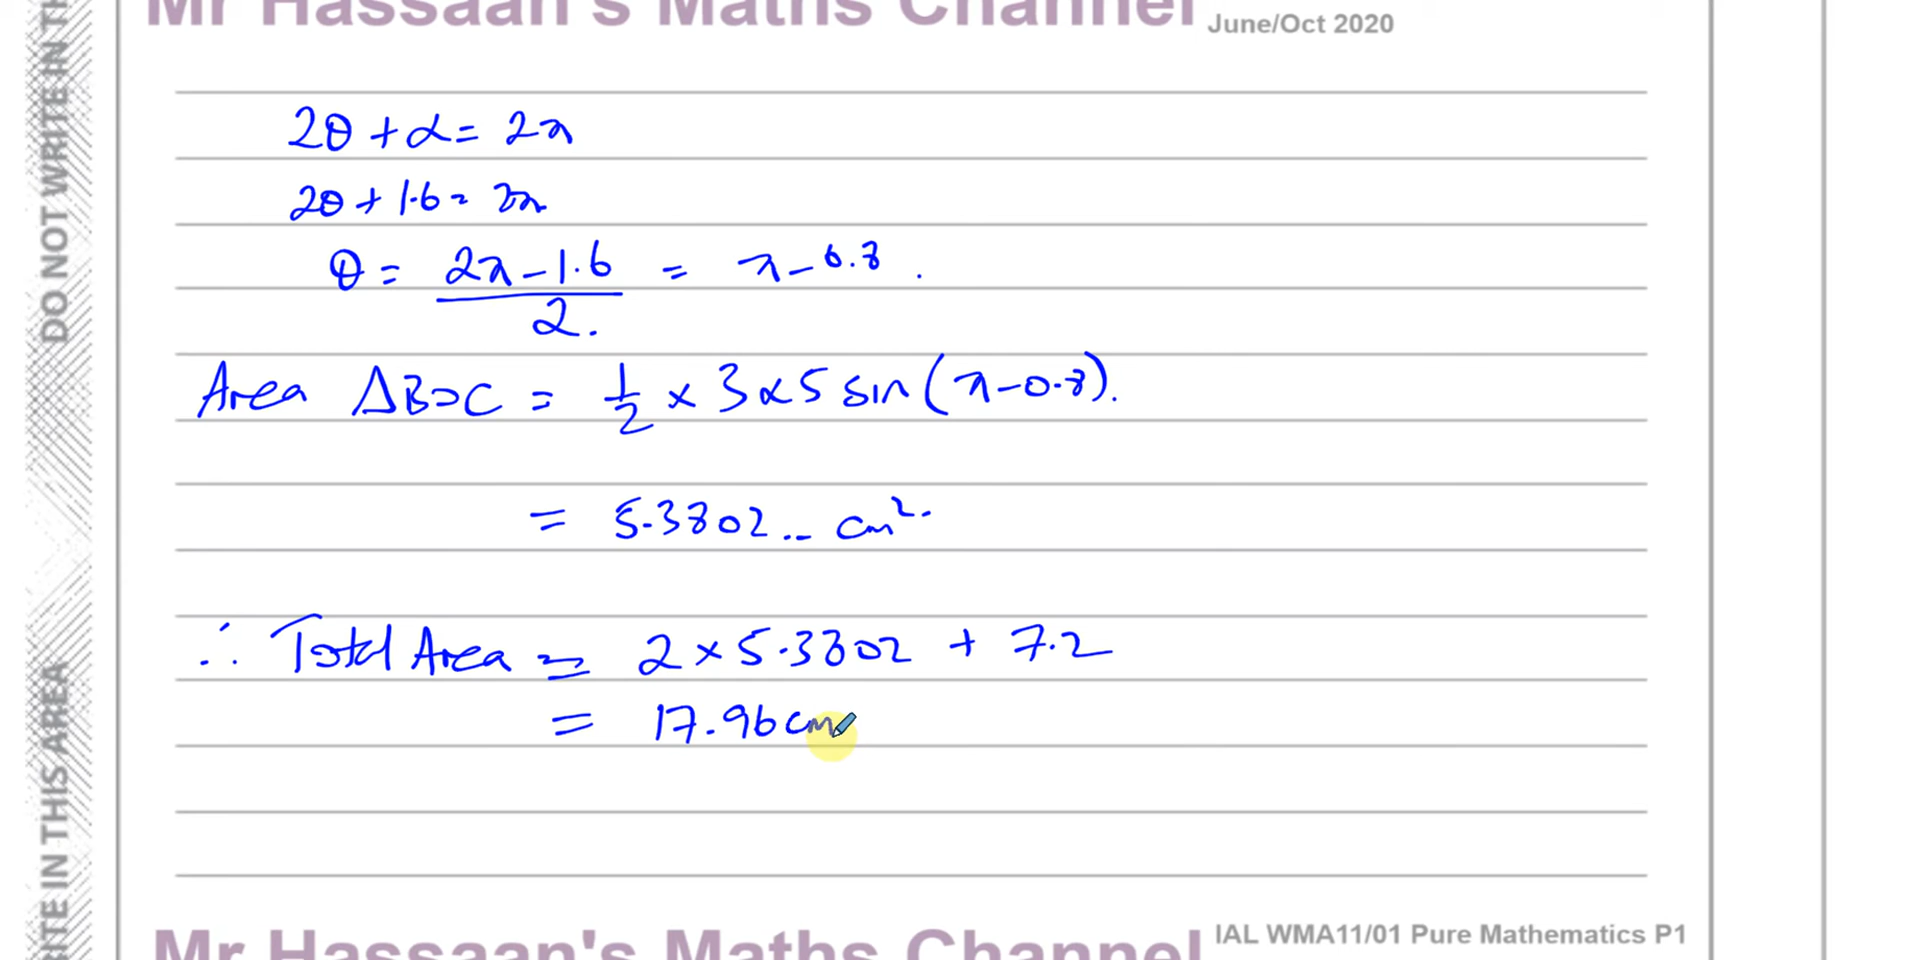 Mr Hassaan's Maths Channel
June/Oct 2020
DO NOT WRITE IN TH
2θ + α = 2π
2θ + 1.6 = 2π
θ = 2π - 1.6 / 2. = π - 0.8.
Area ΔBOC = 1/2 × 3 × 5 sin(π - 0.8).
= 5.3802.. cm².
∴ Total Area = 2 × 5.3802 + 7.2
= 17.96 cm
ITE IN THIS AREA
Mr Hassaan's Maths Channel
IAL WMA11/01 Pure Mathematics P1